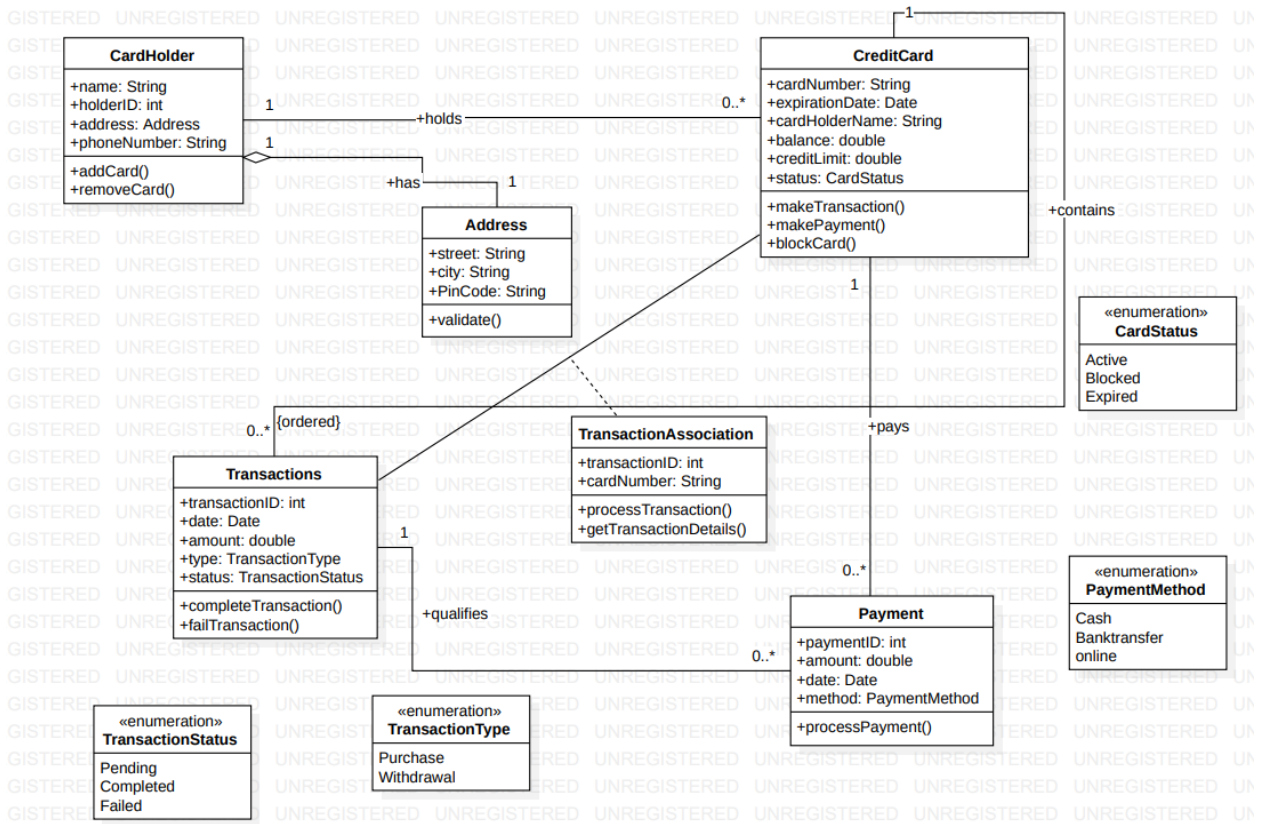 CardHolder
+name: String
+holderID: int
+address: Address
+phoneNumber: String
+addCard()
+removeCard()
1
+holds
0..*
1
+has
1
CreditCard
+cardNumber: String
+expirationDate: Date
+cardHolderName: String
+balance: double
+creditLimit: double
+status: CardStatus
+makeTransaction()
+makePayment()
+blockCard()
1
+contains
Address
+street: String
+city: String
+PinCode: String
+validate()
1
«enumeration»
CardStatus
Active
Blocked
Expired
{ordered}
0..*
+pays
Transactions
+transactionID: int
+date: Date
+amount: double
+type: TransactionType
+status: TransactionStatus
+completeTransaction()
+failTransaction()
TransactionAssociation
+transactionID: int
+cardNumber: String
+processTransaction()
+getTransactionDetails()
1
+qualifies
0..*
0..*
Payment
+paymentID: int
+amount: double
+date: Date
+method: PaymentMethod
+processPayment()
«enumeration»
PaymentMethod
Cash
Banktransfer
online
«enumeration»
TransactionStatus
Pending
Completed
Failed
«enumeration»
TransactionType
Purchase
Withdrawal
UNREGISTERED